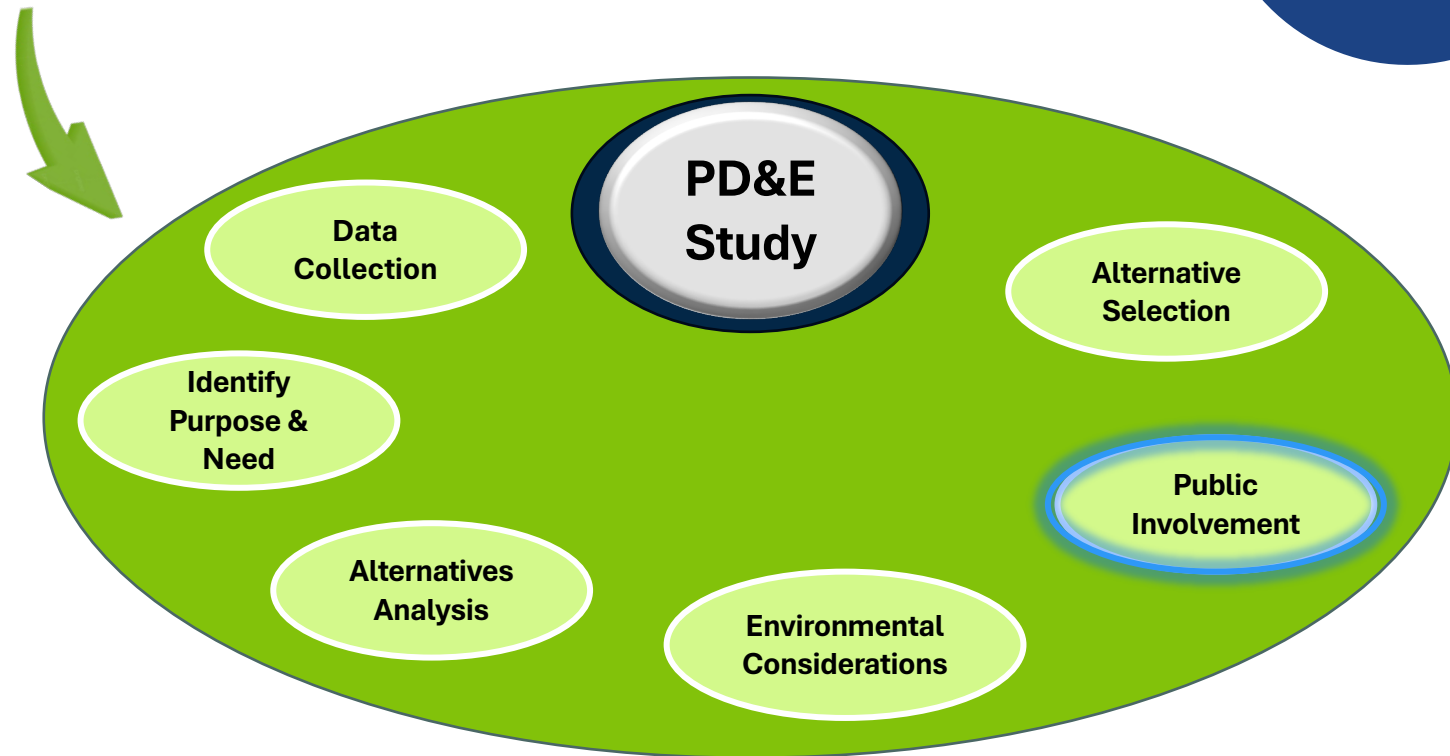 PD&E
Study
Data
Collection
Identify
Purpose &
Need
Alternatives
Analysis
Environmental
Considerations
Public
Involvement
Alternative
Selection